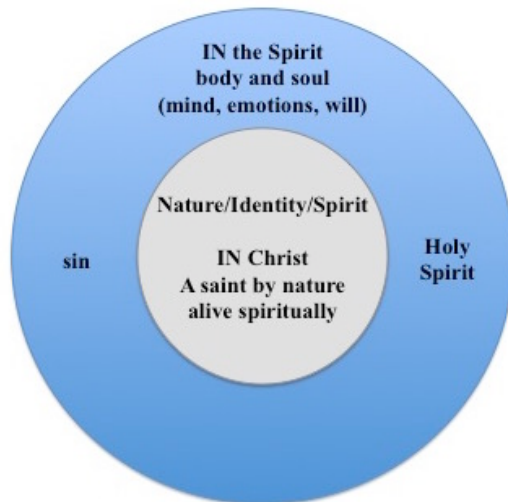 IN the Spirit
body and soul
(mind, emotions, will)
Nature/Identity/Spirit
IN Christ
A saint by nature
alive spiritually
sin
Holy
Spirit